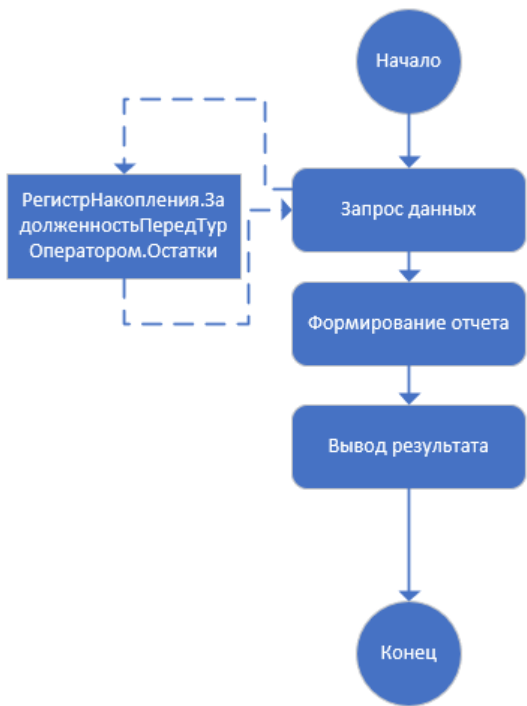 Начало
РегистрНакопления.За
долженностьПередТур
Оператором.Остатки
Запрос данных
Формирование отчета
Вывод результата
Конец